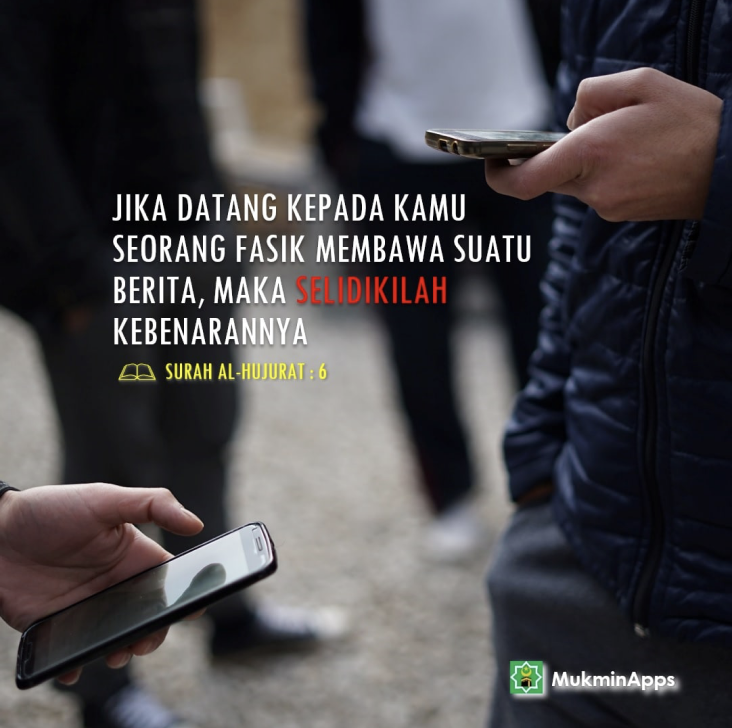 JIKA DATANG KEPADA KAMU
SEORANG FASIK MEMBAWA SUATU
BERITA, MAKA SELIDIKILAH
KEBENARANNYA
SURAH AL-HUJURAT : 6
MukminApps